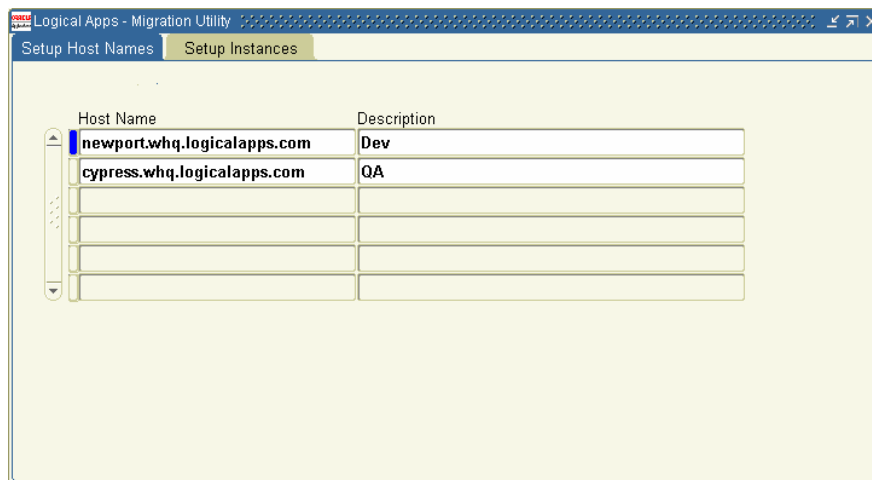 Logical Apps - Migration Utility
Setup Host Names Setup Instances
Host Name Description
newport.whq.logicalapps.com Dev
cypress.whq.logicalapps.com QA